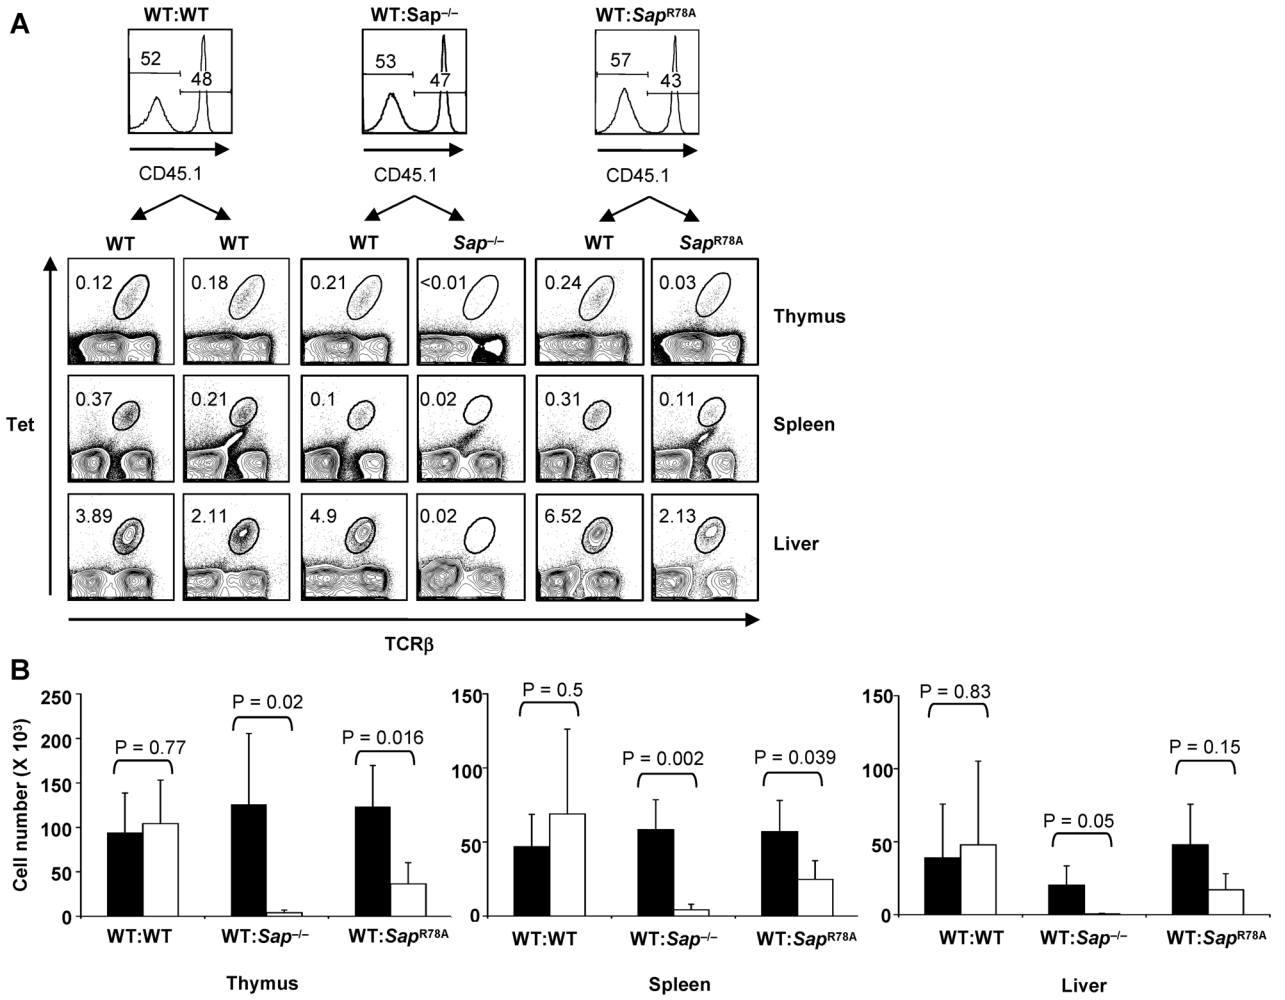 A
WT:WT WT:Sap–/– WT:SapR78A
52 48 53 47 57 43
CD45.1 CD45.1 CD45.1
WT WT WT Sap–/– WT SapR78A
0.12 0.18 0.21 <0.01 0.24 0.03 Thymus
0.37 0.21 0.1 0.02 0.31 0.11 Spleen
Tet
3.89 2.11 4.9 0.02 6.52 2.13 Liver
TCRβ
B
Cell number (X 10³)
250
200
150
100
50
0
P = 0.77
P = 0.02
P = 0.016
WT:WT WT:Sap–/– WT:SapR78A
Thymus
150
100
50
0
P = 0.5
P = 0.002
P = 0.039
WT:WT WT:Sap–/– WT:SapR78A
Spleen
150
100
50
0
P = 0.83
P = 0.05
P = 0.15
WT:WT WT:Sap–/– WT:SapR78A
Liver